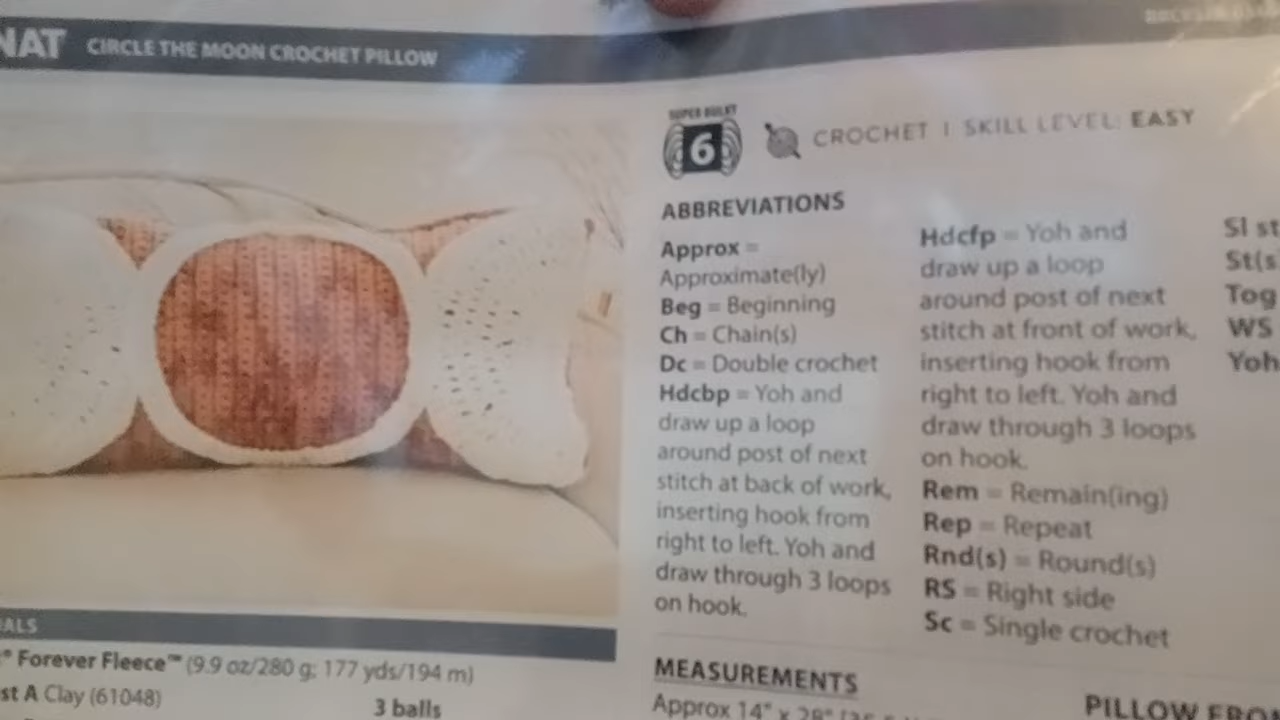 NAT CIRCLE THE MOON CROCHET PILLOW
SUPER BULKY
6
CROCHET | SKILL LEVEL: EASY
ABBREVIATIONS
Approx =
Approximate(ly)
Beg = Beginning
Ch = Chain(s)
Dc = Double crochet
Hdcbp = Yoh and
draw up a loop
around post of next
stitch at back of work,
inserting hook from
right to left. Yoh and
draw through 3 loops
on hook.
Hdcfp = Yoh and
draw up a loop
around post of next
stitch at front of work,
inserting hook from
right to left. Yoh and
draw through 3 loops
on hook.
Rem = Remain(ing)
Rep = Repeat
Rnd(s) = Round(s)
RS = Right side
Sc = Single crochet
Sl st
St(s
Tog
WS
Yoh
ALS
® Forever Fleece™ (9.9 oz/280 g; 177 yds/194 m)
st A Clay (61048)
3 balls
MEASUREMENTS
Approx 14" x 28"
PILLOW FRO